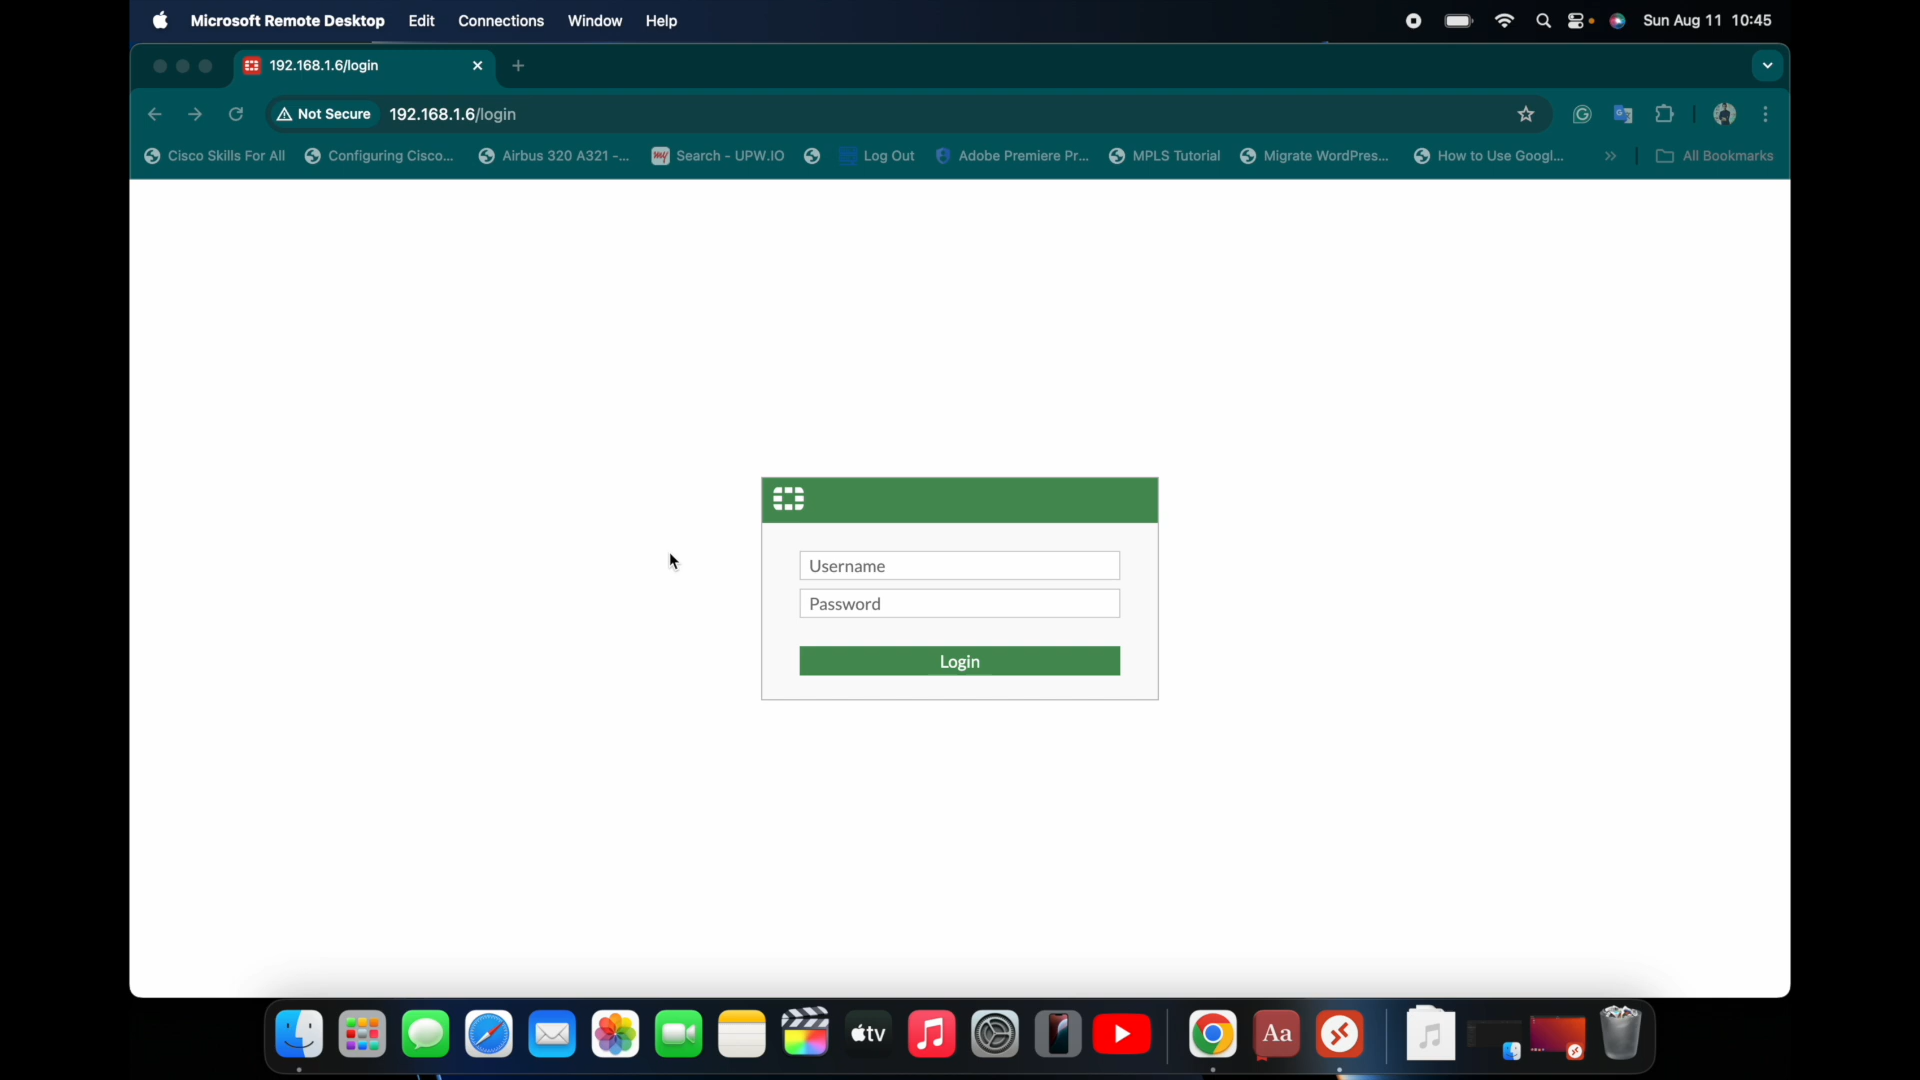 Microsoft Remote Desktop Edit Connections Window Help Sun Aug 11 10:45
192.168.1.6/login
Not Secure 192.168.1.6/login
Cisco Skills For All Configuring Cisco... Airbus 320 A321 -... Search - UPW.IO Log Out Adobe Premiere Pr... MPLS Tutorial Migrate WordPres... How to Use Googl... » All Bookmarks
Username
Password
Login
tv Aa